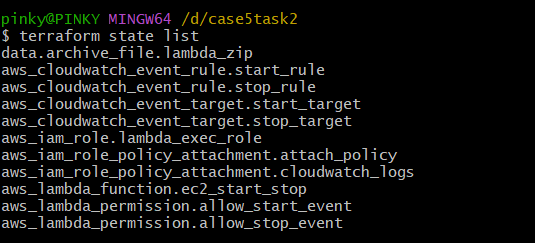 pinky@PINKY MINGW64 /d/case5task2
$ terraform state list
data.archive_file.lambda_zip
aws_cloudwatch_event_rule.start_rule
aws_cloudwatch_event_rule.stop_rule
aws_cloudwatch_event_target.start_target
aws_cloudwatch_event_target.stop_target
aws_iam_role.lambda_exec_role
aws_iam_role_policy_attachment.attach_policy
aws_iam_role_policy_attachment.cloudwatch_logs
aws_lambda_function.ec2_start_stop
aws_lambda_permission.allow_start_event
aws_lambda_permission.allow_stop_event